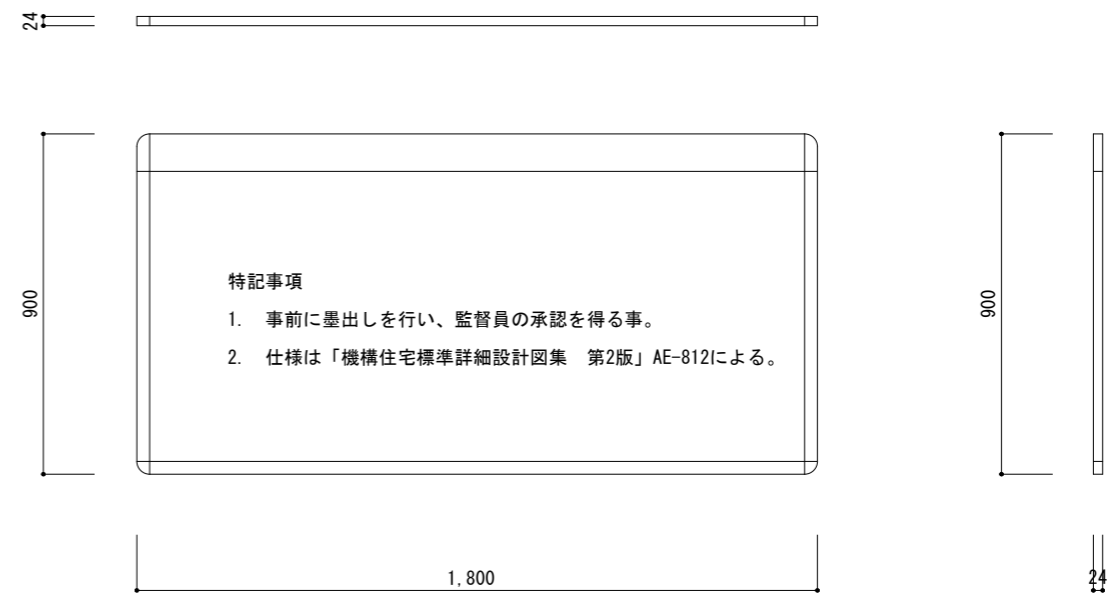 24
900
特記事項
1. 事前に墨出しを行い、監督員の承認を得る事。
2. 仕様は「機構住宅標準詳細設計図集　第2版」AE-812による。
900
1,800
24